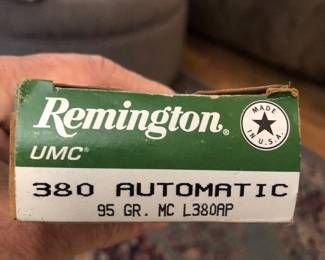 Remington®
MADE
IN U.S.A.
UMC®
380 AUTOMATIC
95 GR. MC L380AP